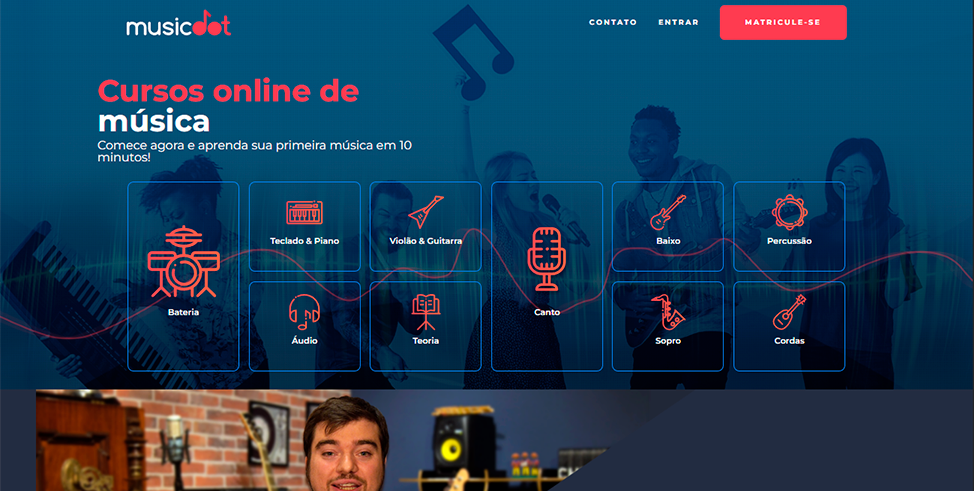 musicdot
CONTATO
ENTRAR
MATRICULE-SE
Cursos online de
música
Comece agora e aprenda sua primeira música em 10
minutos!
Bateria
Teclado & Piano
Violão & Guitarra
Canto
Baixo
Percussão
Áudio
Teoria
Sopro
Cordas